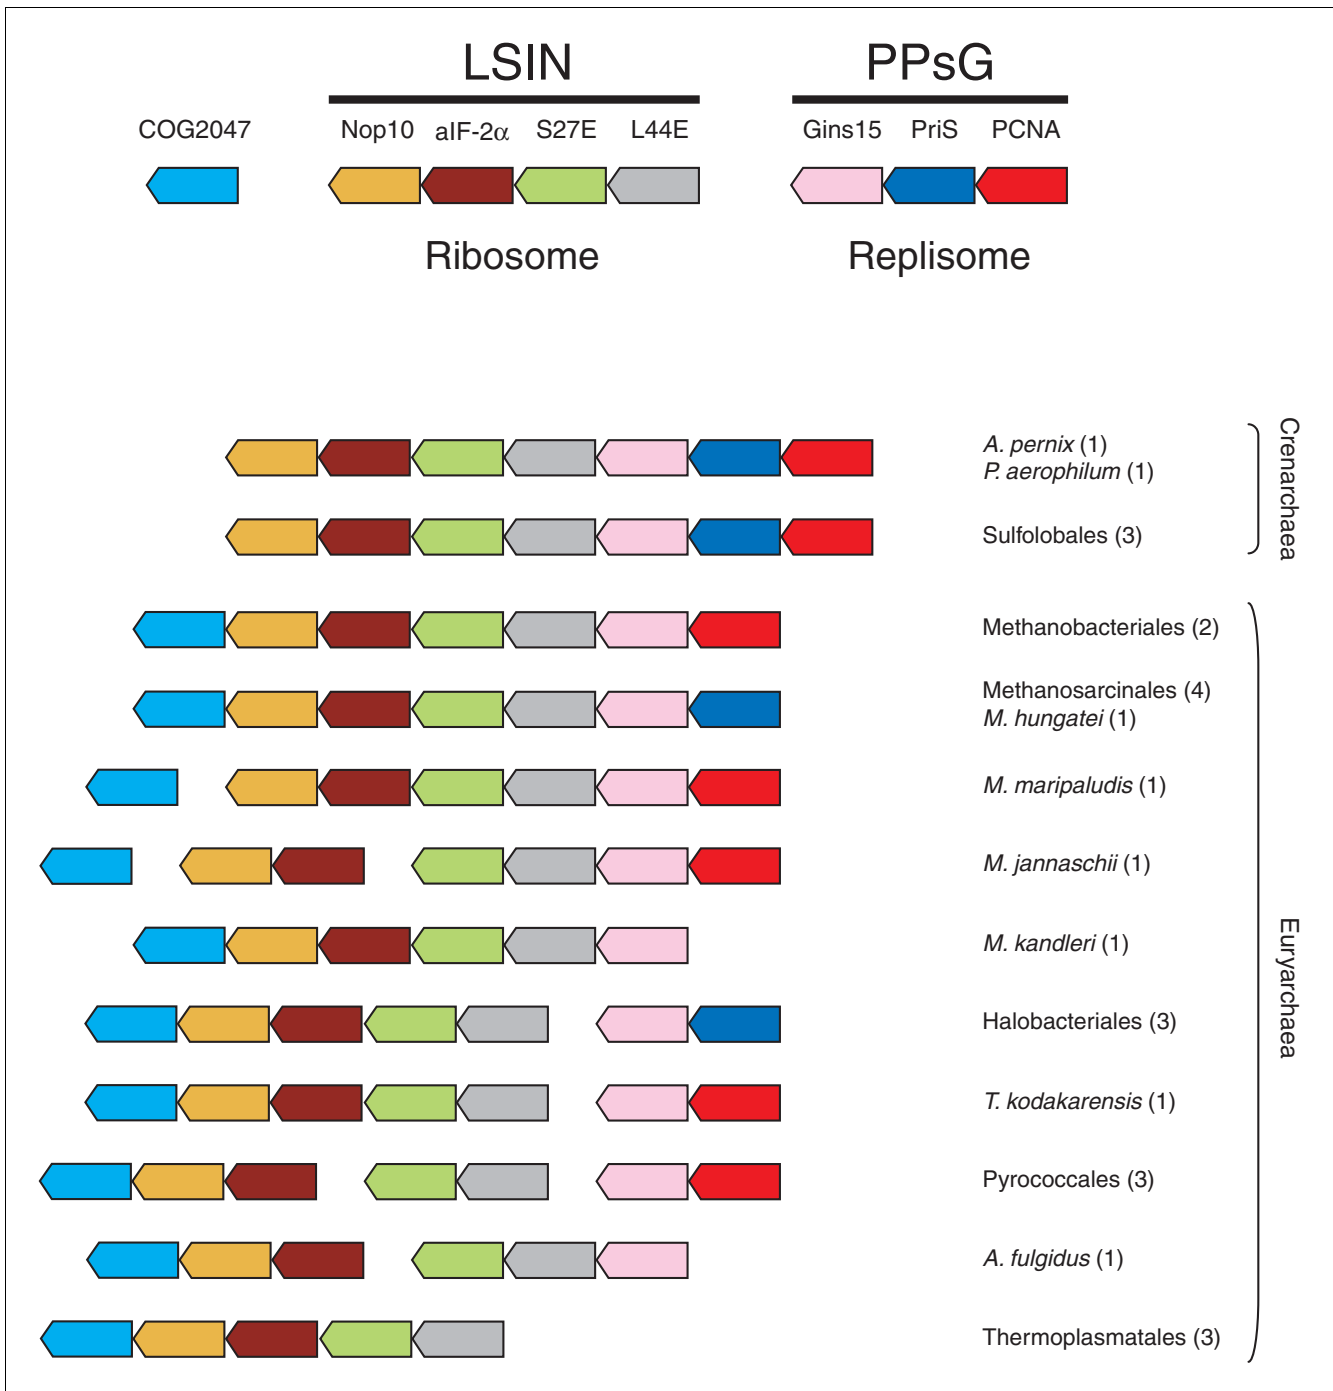 LSIN PPsG
COG2047 Nop10 aIF-2α S27E L44E Gins15 PriS PCNA
Ribosome Replisome
Crenarchaea
A. pernix (1)
P. aerophilum (1)
Sulfolobales (3)
Euryarchaea
Methanobacteriales (2)
Methanosarcinales (4)
M. hungatei (1)
M. maripaludis (1)
M. jannaschii (1)
M. kandleri (1)
Halobacteriales (3)
T. kodakarensis (1)
Pyrococcales (3)
A. fulgidus (1)
Thermoplasmatales (3)